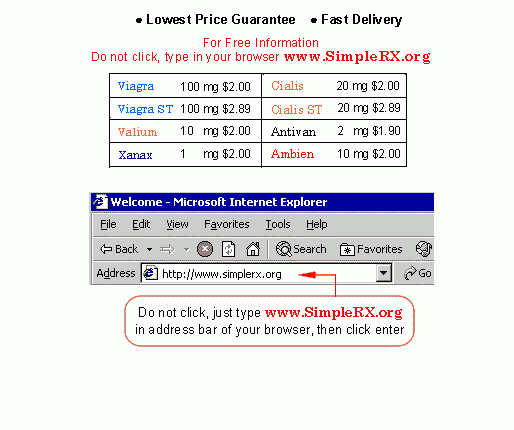 ● Lowest Price Guarantee ● Fast Delivery
For Free Information
Do not click, type in your browser www.SimpleRX.org
Viagra 100 mg $2.00 Cialis 20 mg $2.00
Viagra ST 100 mg $2.89 Cialis ST 20 mg $2.89
Valium 10 mg $2.00 Antivan 2 mg $1.90
Xanax 1 mg $2.00 Ambien 10 mg $2.00
Welcome - Microsoft Internet Explorer
File Edit View Favorites Tools Help
Back Search Favorites
Address http://www.simplerx.org Go
Do not click, just type www.SimpleRX.org
in address bar of your browser, then click enter